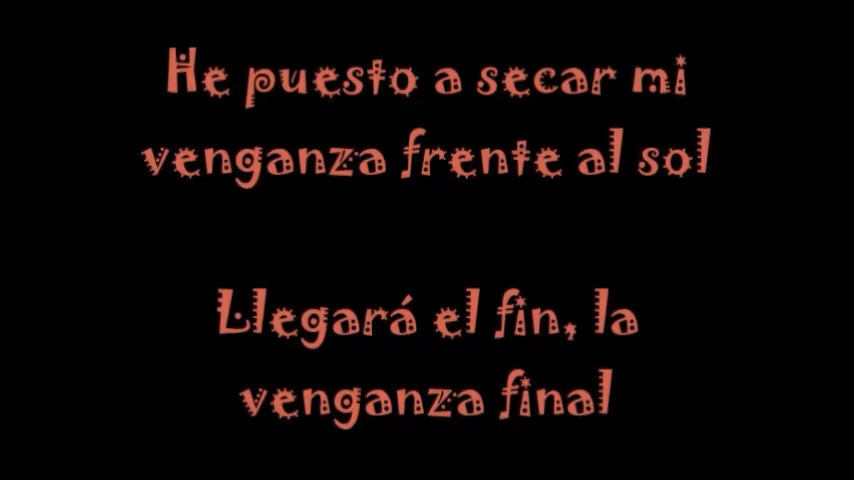 He puesto a secar mi
venganza frente al sol
Llegará el fin, la
venganza final